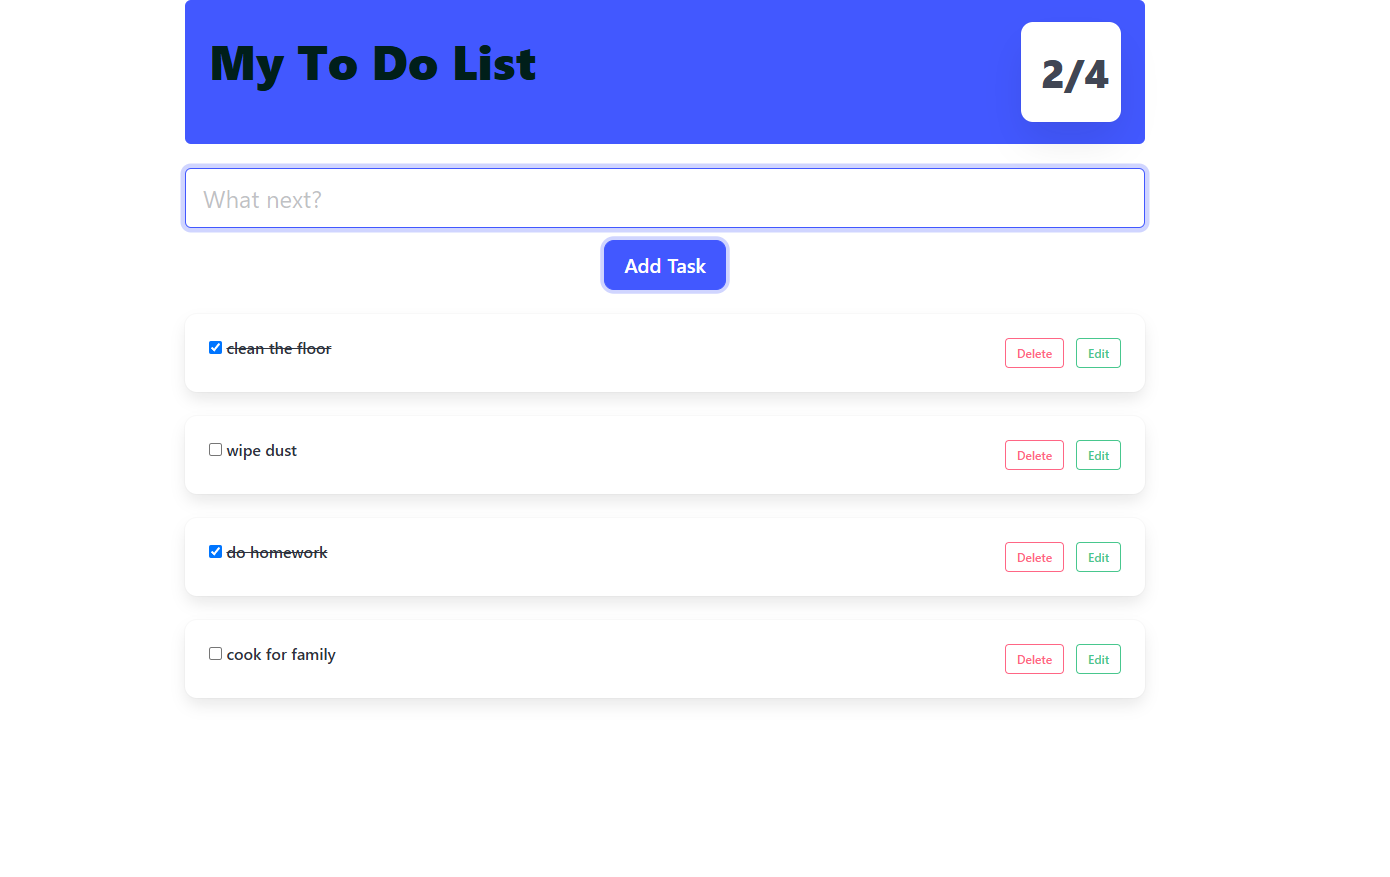 My To Do List
2/4
What next?
Add Task
clean the floor
Delete Edit
wipe dust
Delete Edit
do homework
Delete Edit
cook for family
Delete Edit